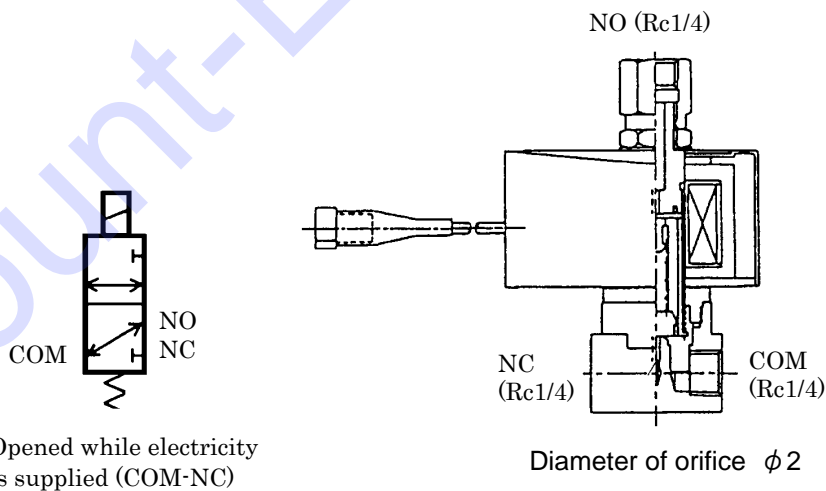 NO (Rc1/4)
COM
NO
NC
NC
(Rc1/4)
COM
(Rc1/4)
Opened while electricity
s supplied (COM-NC)
Diameter of orifice φ2